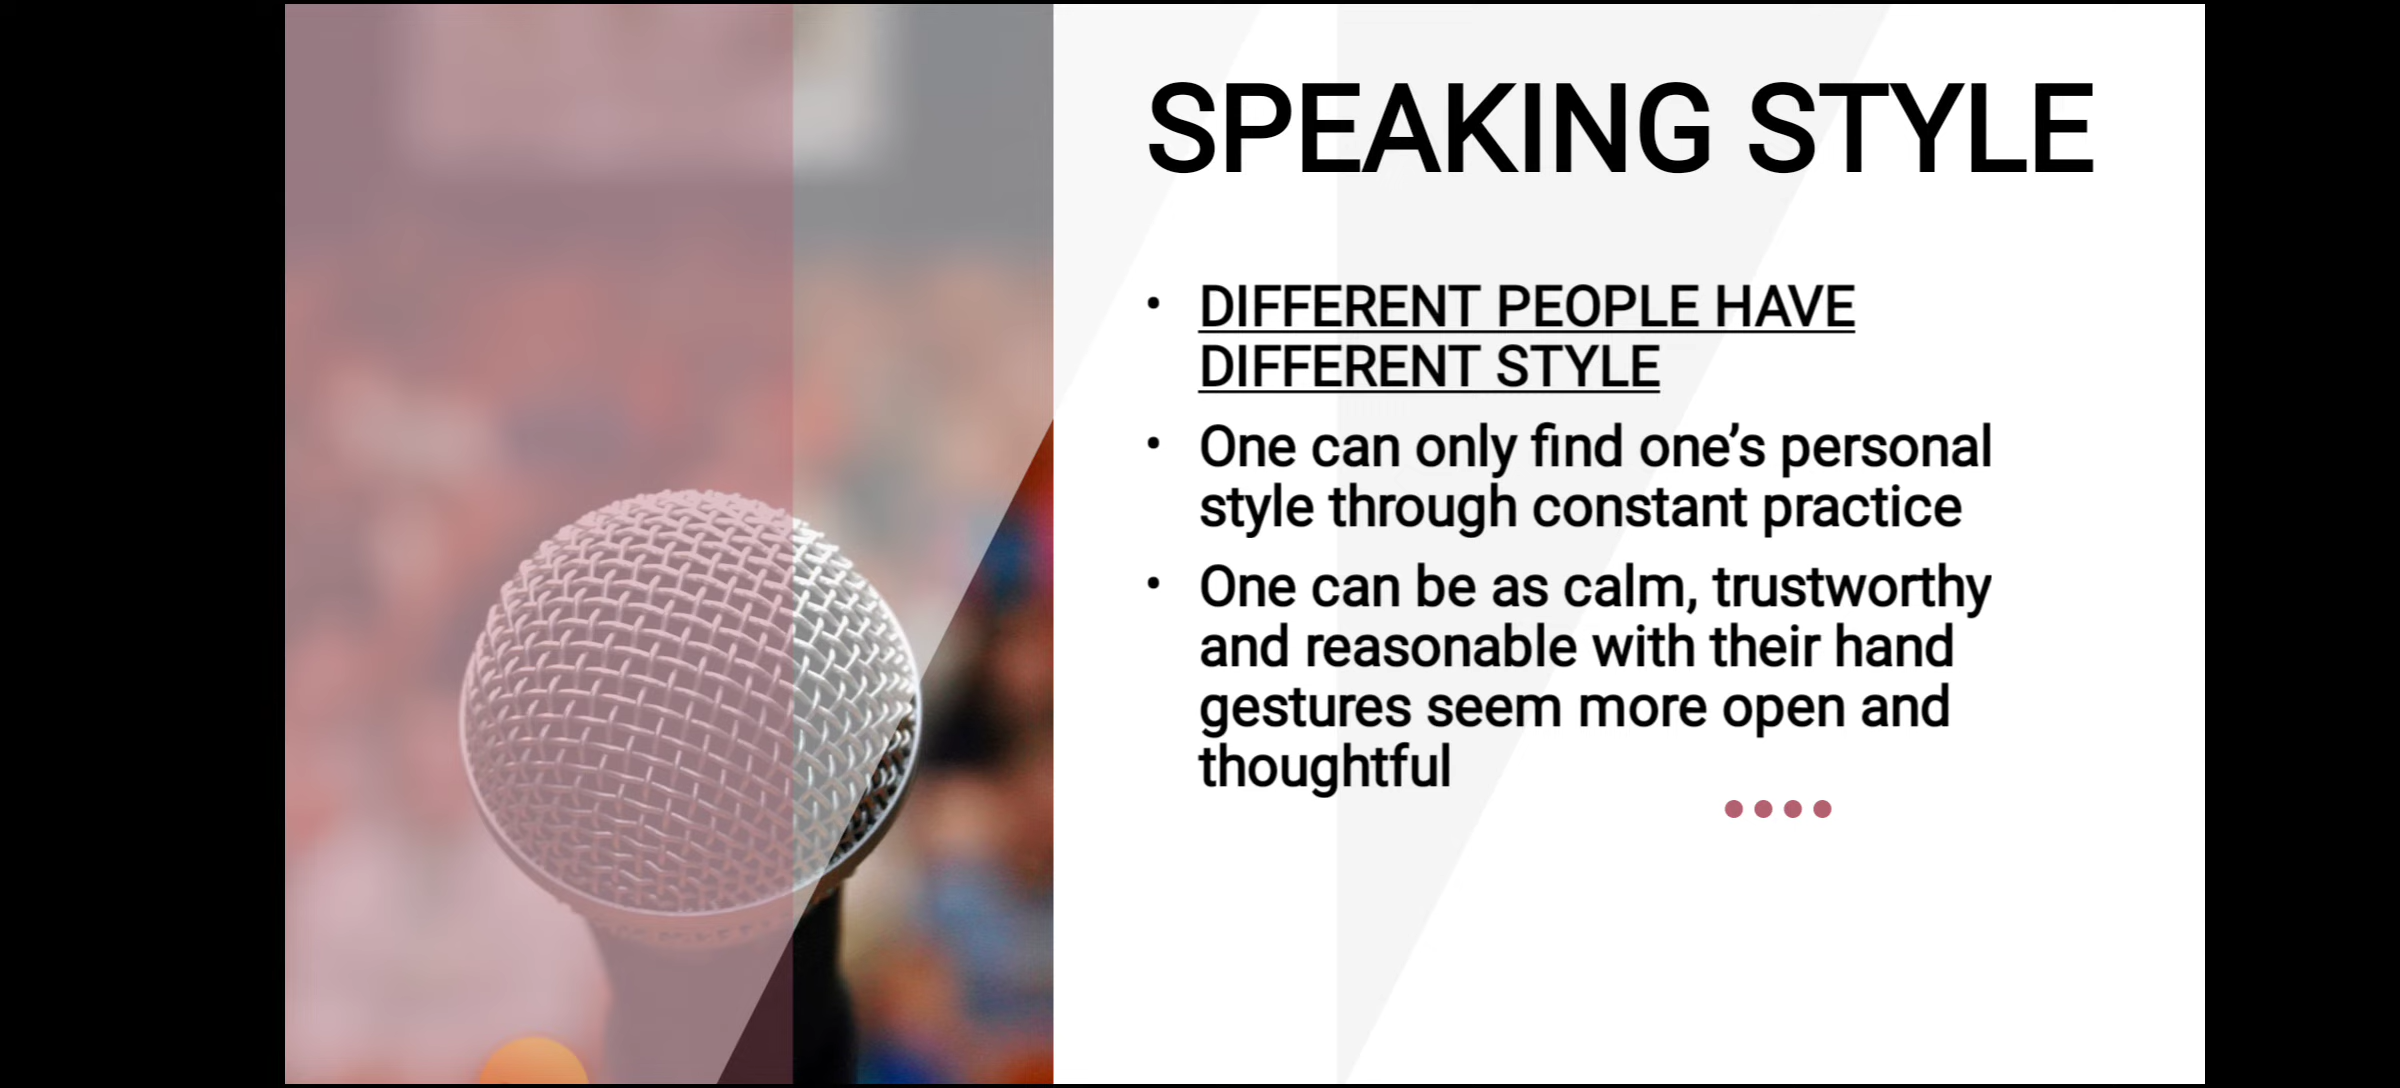 SPEAKING STYLE
• DIFFERENT PEOPLE HAVE
DIFFERENT STYLE
• One can only find one’s personal
style through constant practice
• One can be as calm, trustworthy
and reasonable with their hand
gestures seem more open and
thoughtful